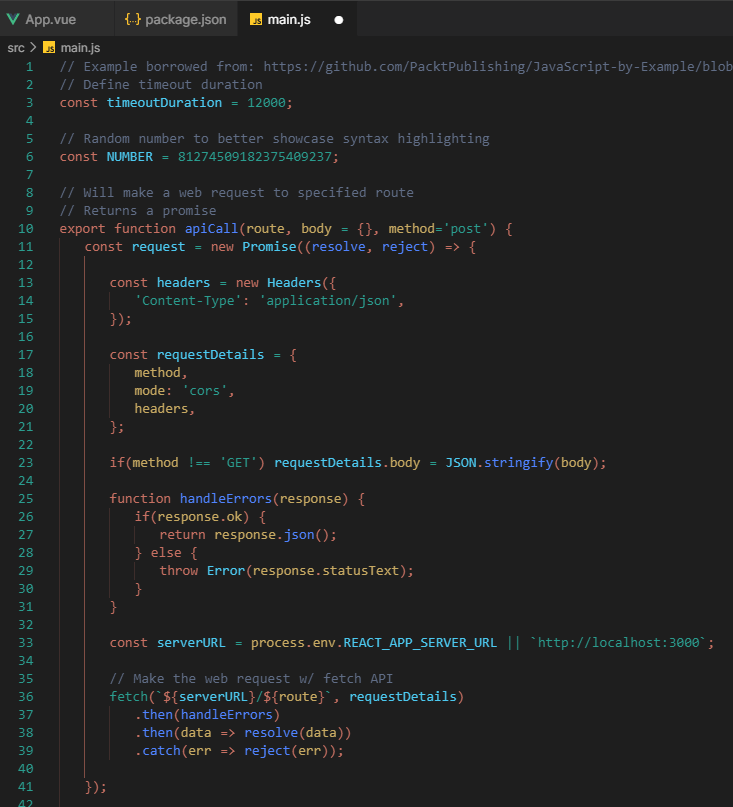 App.vue
{..} package.json
JS main.js
src > JS main.js
1 // Example borrowed from: https://github.com/PacktPublishing/JavaScript-by-Example/blob
2 // Define timeout duration
3 const timeoutDuration = 12000;
4
5 // Random number to better showcase syntax highlighting
6 const NUMBER = 81274509182375409237;
7
8 // Will make a web request to specified route
9 // Returns a promise
10 export function apiCall(route, body = {}, method='post') {
11 const request = new Promise((resolve, reject) => {
12
13 const headers = new Headers({
14 'Content-Type': 'application/json',
15 });
16
17 const requestDetails = {
18 method,
19 mode: 'cors',
20 headers,
21 };
22
23 if(method !== 'GET') requestDetails.body = JSON.stringify(body);
24
25 function handleErrors(response) {
26 if(response.ok) {
27 return response.json();
28 } else {
29 throw Error(response.statusText);
30 }
31 }
32
33 const serverURL = process.env.REACT_APP_SERVER_URL || `http://localhost:3000`;
34
35 // Make the web request w/ fetch API
36 fetch(`${serverURL}/${route}`, requestDetails)
37 .then(handleErrors)
38 .then(data => resolve(data))
39 .catch(err => reject(err));
40
41 });
42